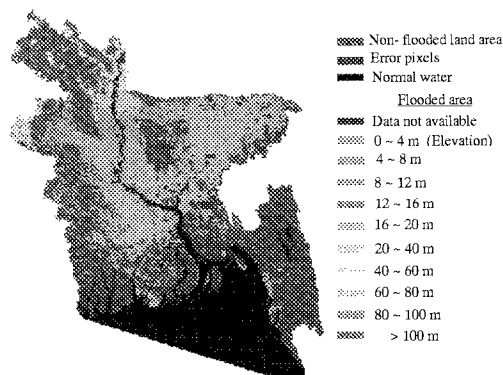 Non- flooded land area
Error pixels
Normal water
Flooded area
Data not available
0 ~ 4 m (Elevation)
4 ~ 8 m
8 ~ 12 m
12 ~ 16 m
16 ~ 20 m
20 ~ 40 m
40 ~ 60 m
60 ~ 80 m
80 ~ 100 m
> 100 m